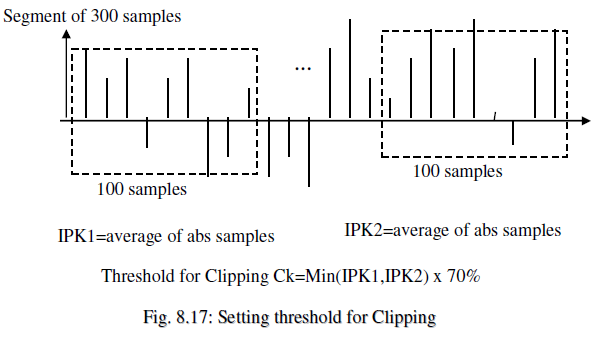 Segment of 300 samples
...
100 samples
100 samples
IPK1=average of abs samples
IPK2=average of abs samples
Threshold for Clipping Ck=Min(IPK1,IPK2) x 70%
Fig. 8.17: Setting threshold for Clipping